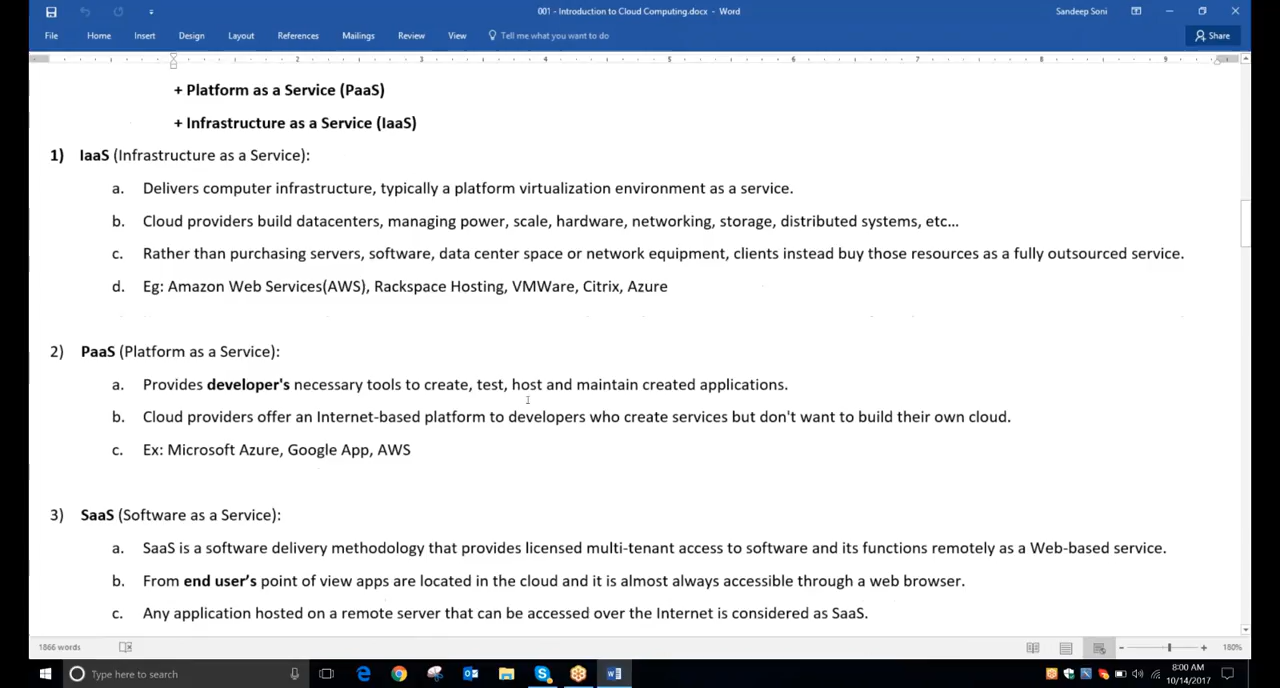 001 - Introduction to Cloud Computing.docx - Word
Sandeep Soni
File Home Insert Design Layout References Mailings Review View Tell me what you want to do Share
2 3 4 5 6 7 8 9
+ Platform as a Service (PaaS)
+ Infrastructure as a Service (IaaS)
1) IaaS (Infrastructure as a Service):
a. Delivers computer infrastructure, typically a platform virtualization environment as a service.
b. Cloud providers build datacenters, managing power, scale, hardware, networking, storage, distributed systems, etc...
c. Rather than purchasing servers, software, data center space or network equipment, clients instead buy those resources as a fully outsourced service.
d. Eg: Amazon Web Services(AWS), Rackspace Hosting, VMWare, Citrix, Azure
2) PaaS (Platform as a Service):
a. Provides developer's necessary tools to create, test, host and maintain created applications.
b. Cloud providers offer an Internet-based platform to developers who create services but don't want to build their own cloud.
c. Ex: Microsoft Azure, Google App, AWS
3) SaaS (Software as a Service):
a. SaaS is a software delivery methodology that provides licensed multi-tenant access to software and its functions remotely as a Web-based service.
b. From end user's point of view apps are located in the cloud and it is almost always accessible through a web browser.
c. Any application hosted on a remote server that can be accessed over the Internet is considered as SaaS.
1866 words
180%
Type here to search
8:00 AM
10/14/2017